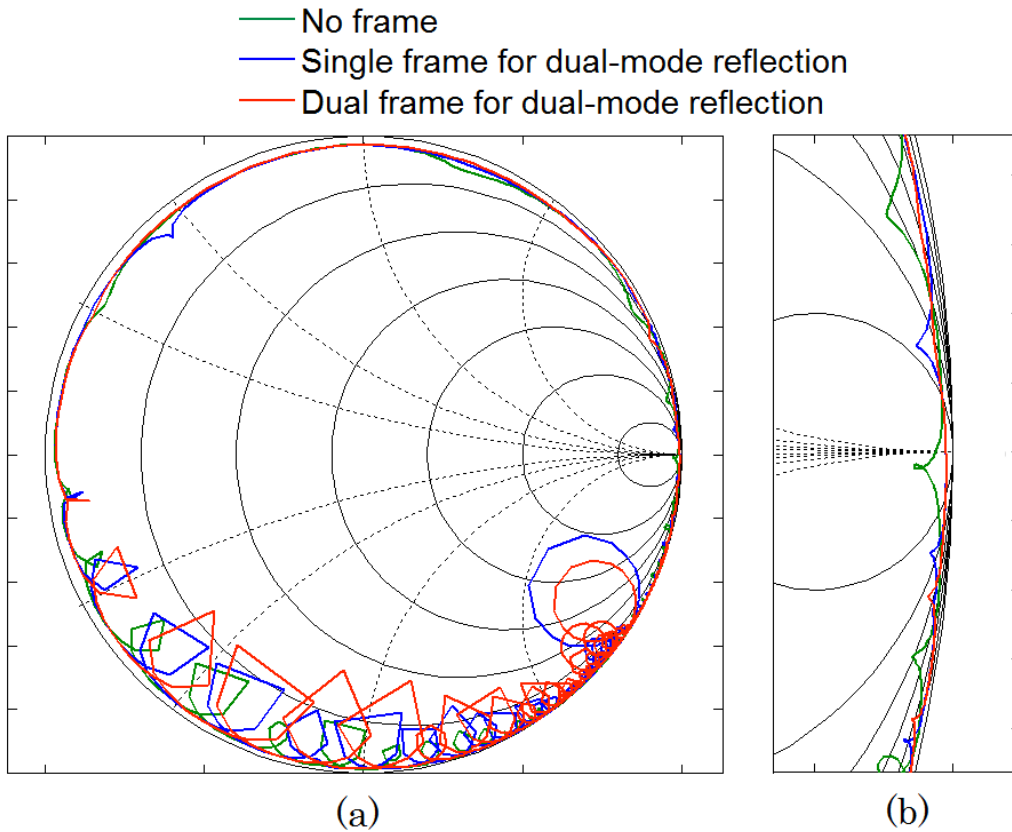 No frame
Single frame for dual-mode reflection
Dual frame for dual-mode reflection
(a)
(b)